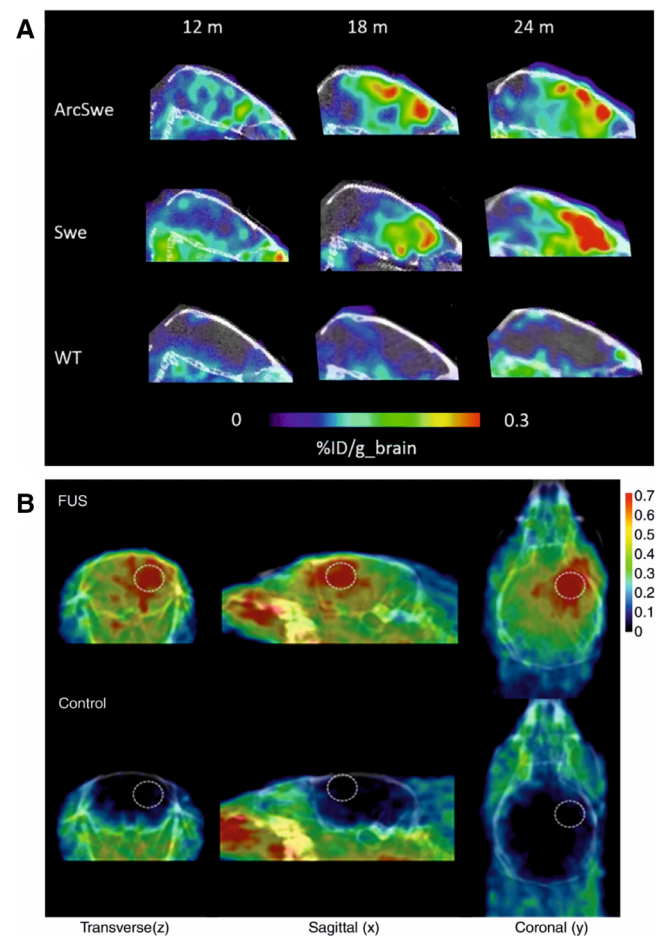 A
12 m 18 m 24 m
ArcSwe
Swe
WT
0 0.3
%ID/g_brain
B
FUS
0.7
0.6
0.5
0.4
0.3
0.2
0.1
0
Control
Transverse(z) Sagittal (x) Coronal (y)